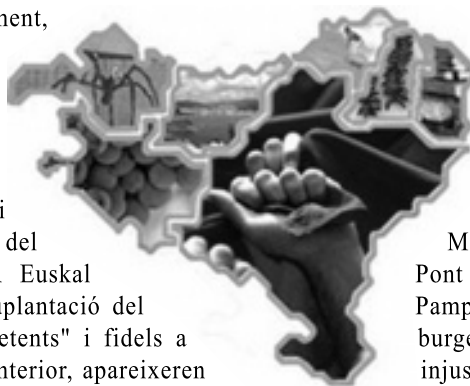 ment,
i
del
Euskal
plantació del
etents" i fidels a
nterior, apareixeren
M
Pont
Pamp
burge
injus